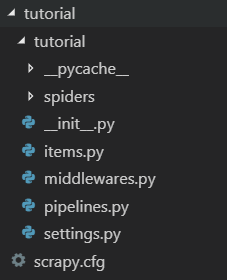 tutorial
tutorial
__pycache__
spiders
__init__.py
items.py
middlewares.py
pipelines.py
settings.py
scrapy.cfg